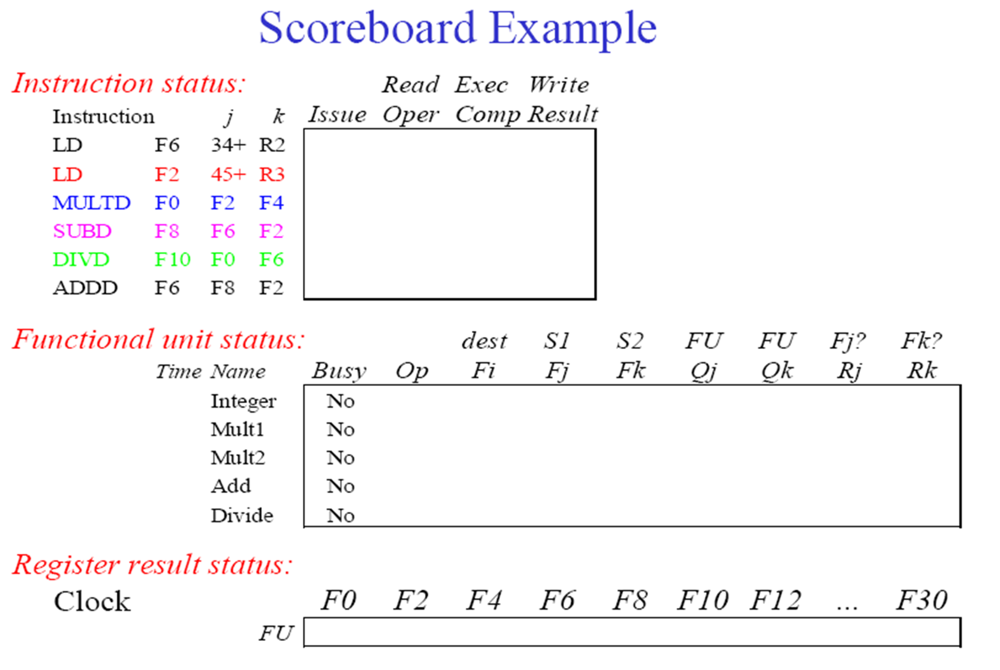 Scoreboard Example
Instruction status: Read Exec Write
Instruction j k Issue Oper Comp Result
LD F6 34+ R2
LD F2 45+ R3
MULTD F0 F2 F4
SUBD F8 F6 F2
DIVD F10 F0 F6
ADDD F6 F8 F2
Functional unit status: dest S1 S2 FU FU Fj? Fk?
Time Name Busy Op Fi Fj Fk Qj Qk Rj Rk
Integer No
Mult1 No
Mult2 No
Add No
Divide No
Register result status:
Clock F0 F2 F4 F6 F8 F10 F12 ... F30
FU